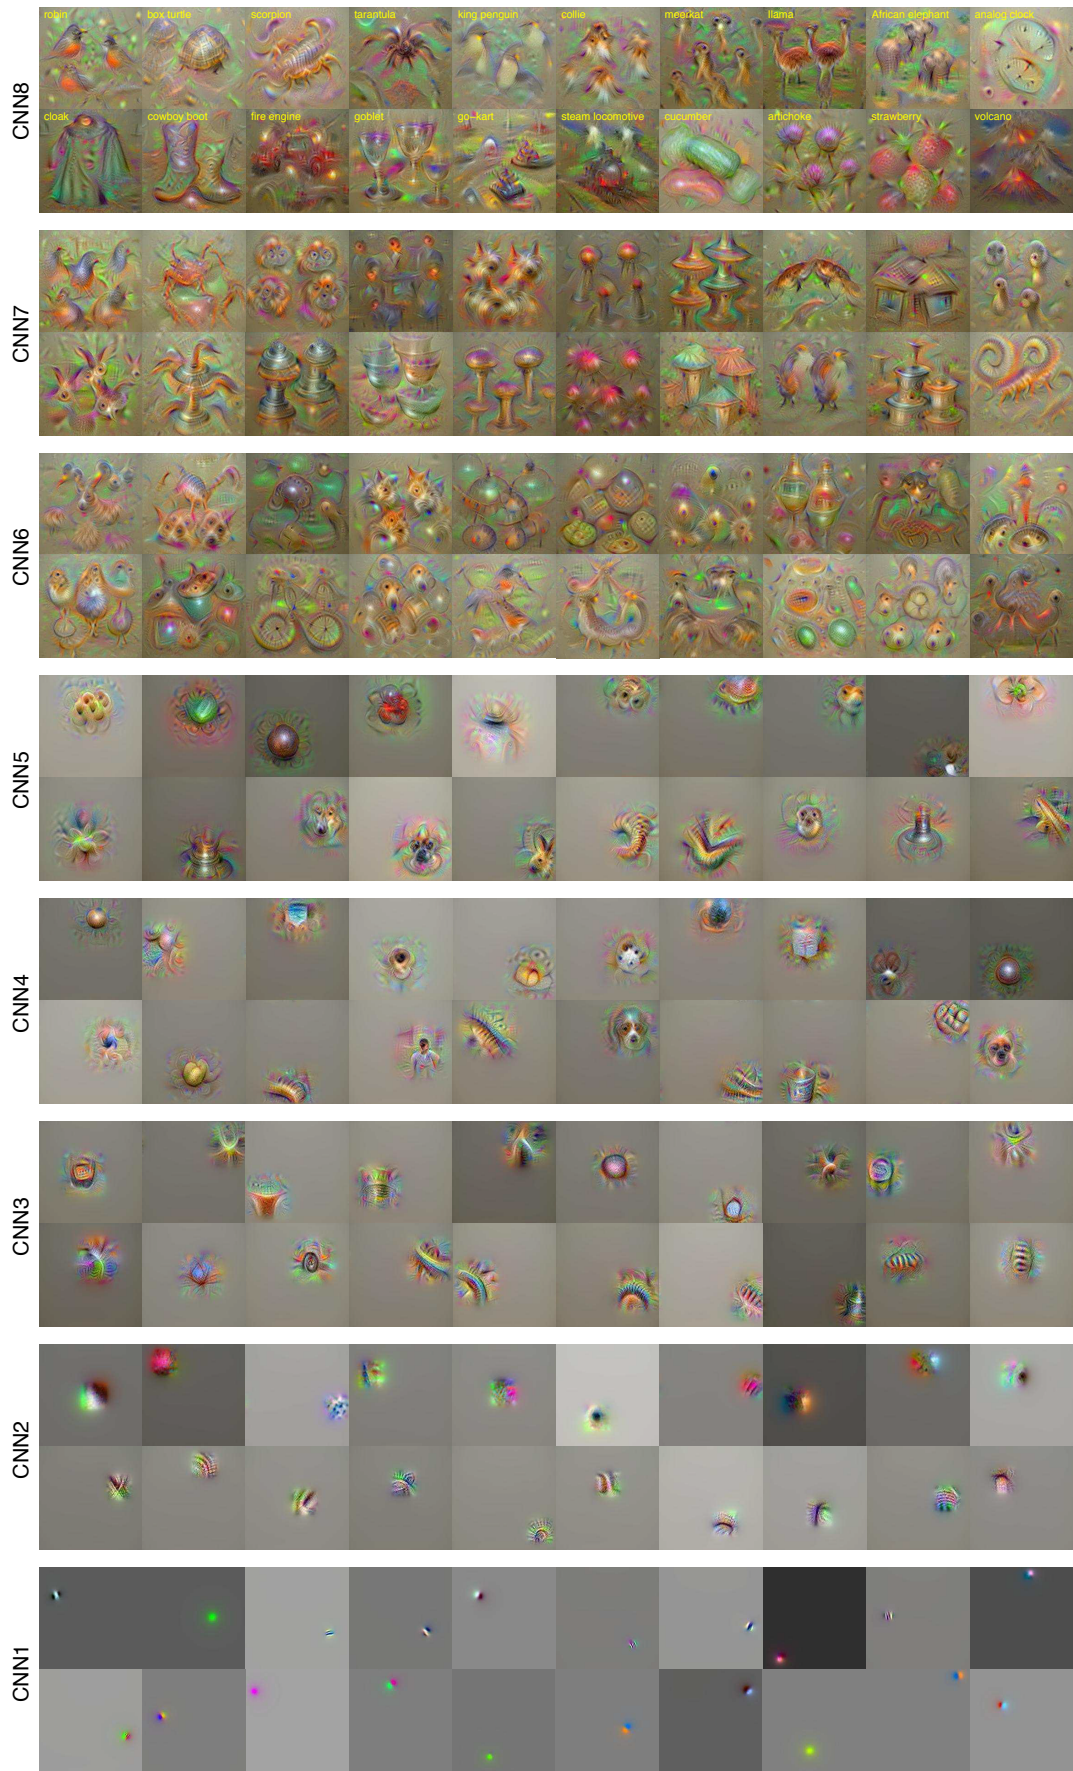 CNN8
robin
box turtle
scorpion
tarantula
king penguin
collie
meerkat
llama
African elephant
analog clock
cloak
cowboy boot
fire engine
goblet
go-kart
steam locomotive
cucumber
artichoke
strawberry
volcano
CNN7
CNN6
CNN5
CNN4
CNN3
CNN2
CNN1